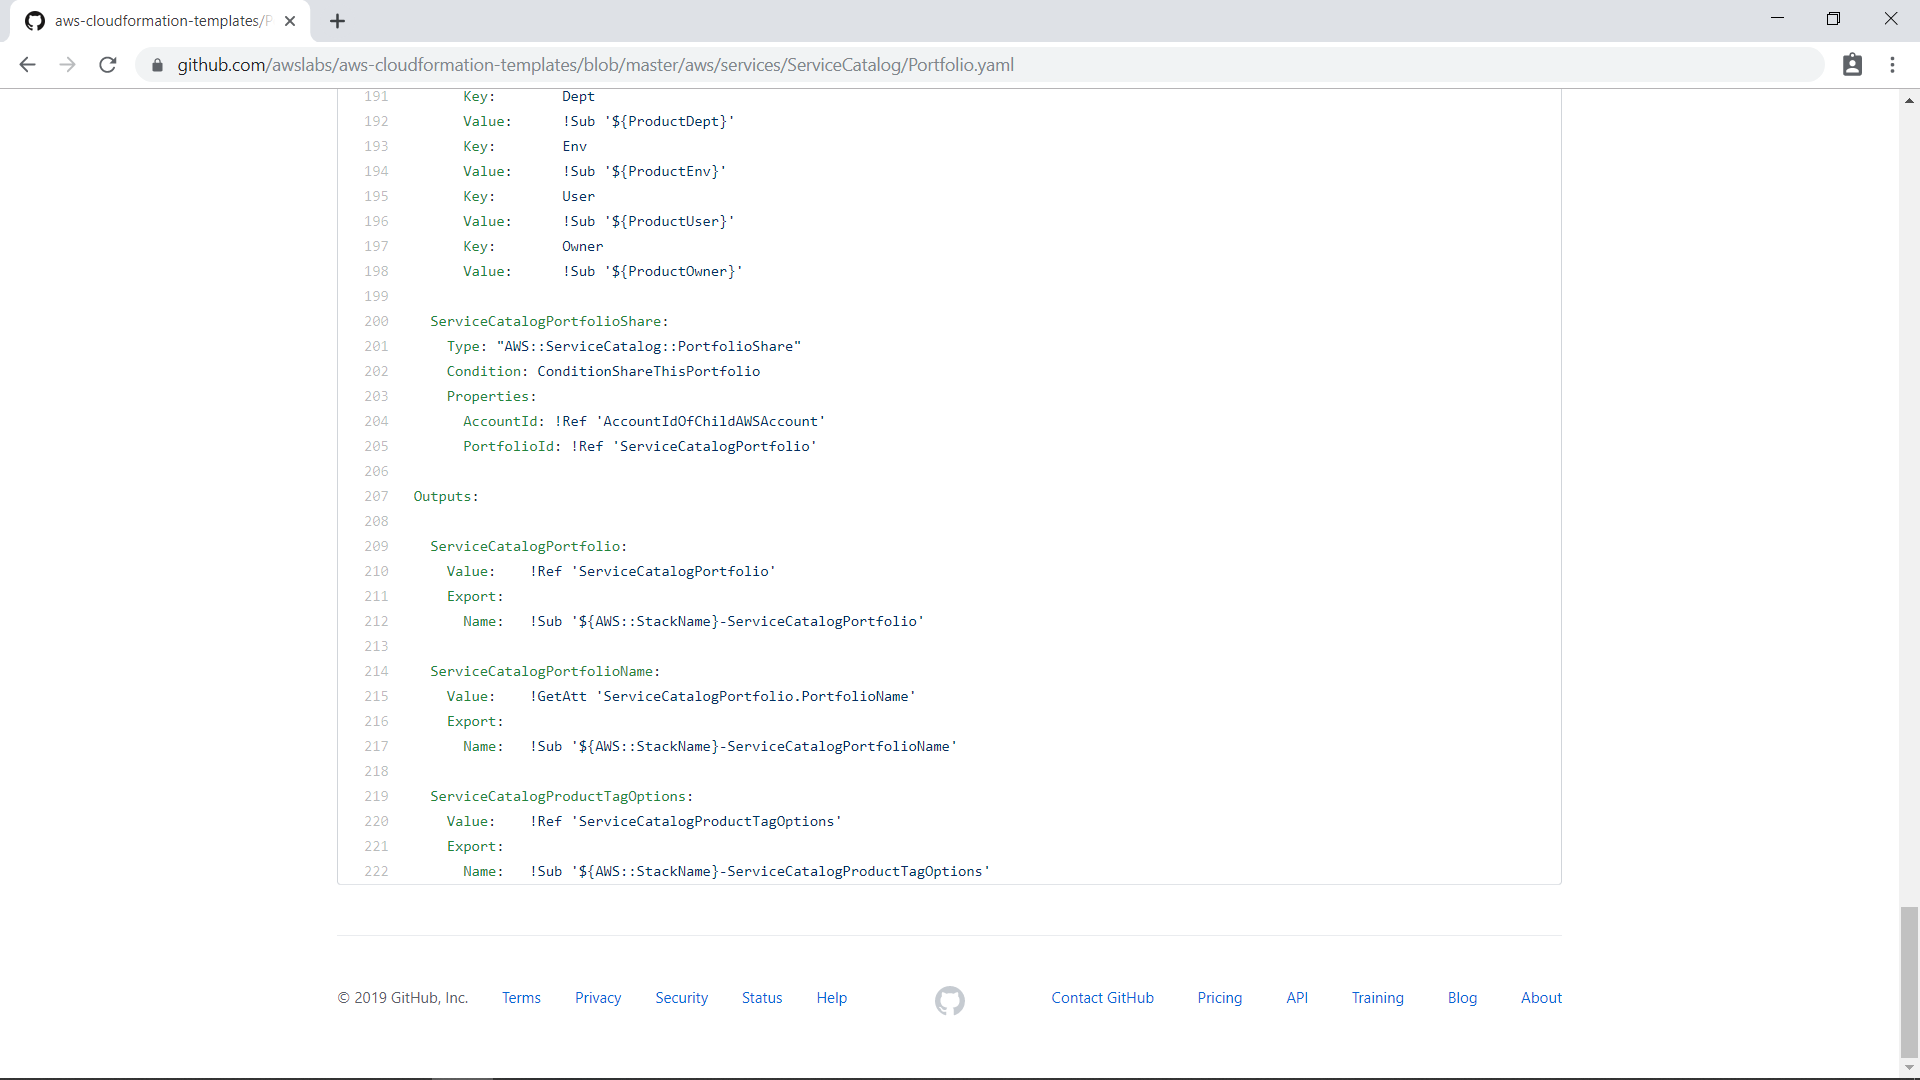 aws-cloudformation-templates/P
github.com/awslabs/aws-cloudformation-templates/blob/master/aws/services/ServiceCatalog/Portfolio.yaml
191 Key: Dept
192 Value: !Sub '${ProductDept}'
193 Key: Env
194 Value: !Sub '${ProductEnv}'
195 Key: User
196 Value: !Sub '${ProductUser}'
197 Key: Owner
198 Value: !Sub '${ProductOwner}'
199
200 ServiceCatalogPortfolioShare:
201 Type: "AWS::ServiceCatalog::PortfolioShare"
202 Condition: ConditionShareThisPortfolio
203 Properties:
204 AccountId: !Ref 'AccountIdOfChildAWSAccount'
205 PortfolioId: !Ref 'ServiceCatalogPortfolio'
206
207 Outputs:
208
209 ServiceCatalogPortfolio:
210 Value: !Ref 'ServiceCatalogPortfolio'
211 Export:
212 Name: !Sub '${AWS::StackName}-ServiceCatalogPortfolio'
213
214 ServiceCatalogPortfolioName:
215 Value: !GetAtt 'ServiceCatalogPortfolio.PortfolioName'
216 Export:
217 Name: !Sub '${AWS::StackName}-ServiceCatalogPortfolioName'
218
219 ServiceCatalogProductTagOptions:
220 Value: !Ref 'ServiceCatalogProductTagOptions'
221 Export:
222 Name: !Sub '${AWS::StackName}-ServiceCatalogProductTagOptions'
© 2019 GitHub, Inc. Terms Privacy Security Status Help Contact GitHub Pricing API Training Blog About